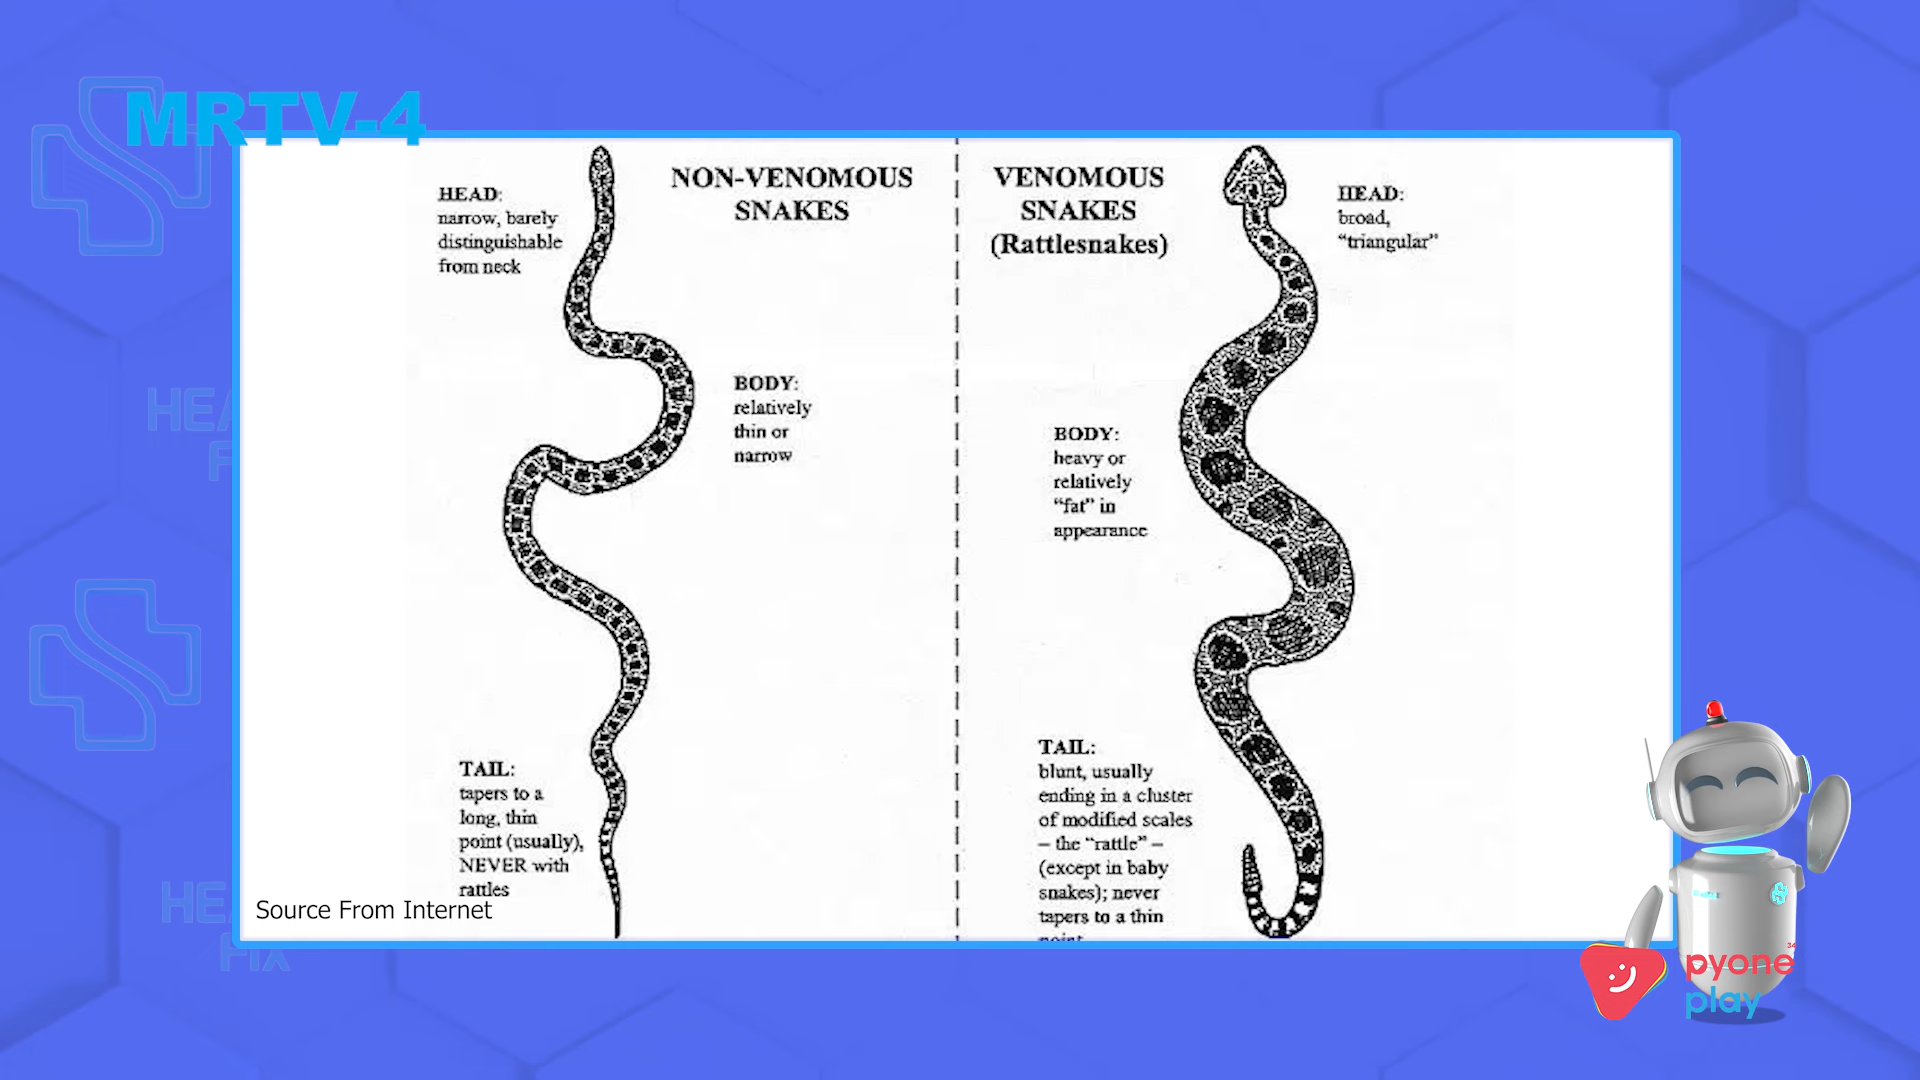 MRTV-4
NON-VENOMOUS
SNAKES
HEAD:
narrow, barely
distinguishable
from neck
BODY:
relatively
thin or
narrow
TAIL:
tapers to a
long, thin
point (usually),
NEVER with
rattles
Source From Internet
VENOMOUS
SNAKES
(Rattlesnakes)
HEAD:
broad,
“triangular”
BODY:
heavy or
relatively
“fat” in
appearance
TAIL:
blunt, usually
ending in a cluster
of modified scales
– the “rattle” –
(except in baby
snakes); never
tapers to a thin
point
pyone
play